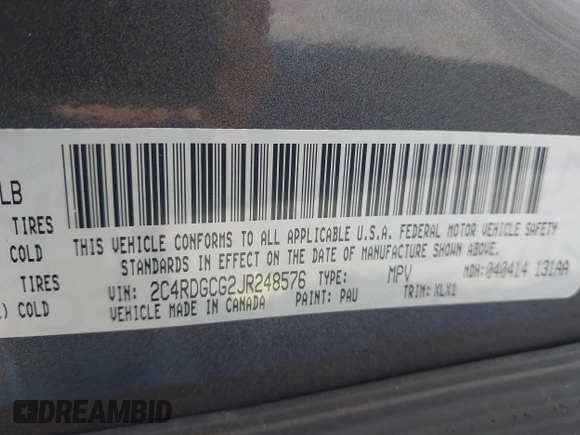 LB
TIRES
COLD
TIRES
) COLD
THIS VEHICLE CONFORMS TO ALL APPLICABLE U.S.A. FEDERAL MOTOR VEHICLE SAFETY
STANDARDS IN EFFECT ON THE DATE OF MANUFACTURE SHOWN ABOVE.
VIN: 2C4RDGCG2JR248576 TYPE: MPV MDH: 040414 131AA
VEHICLE MADE IN CANADA PAINT: PAU TRIM: XLX1
DREAMBID